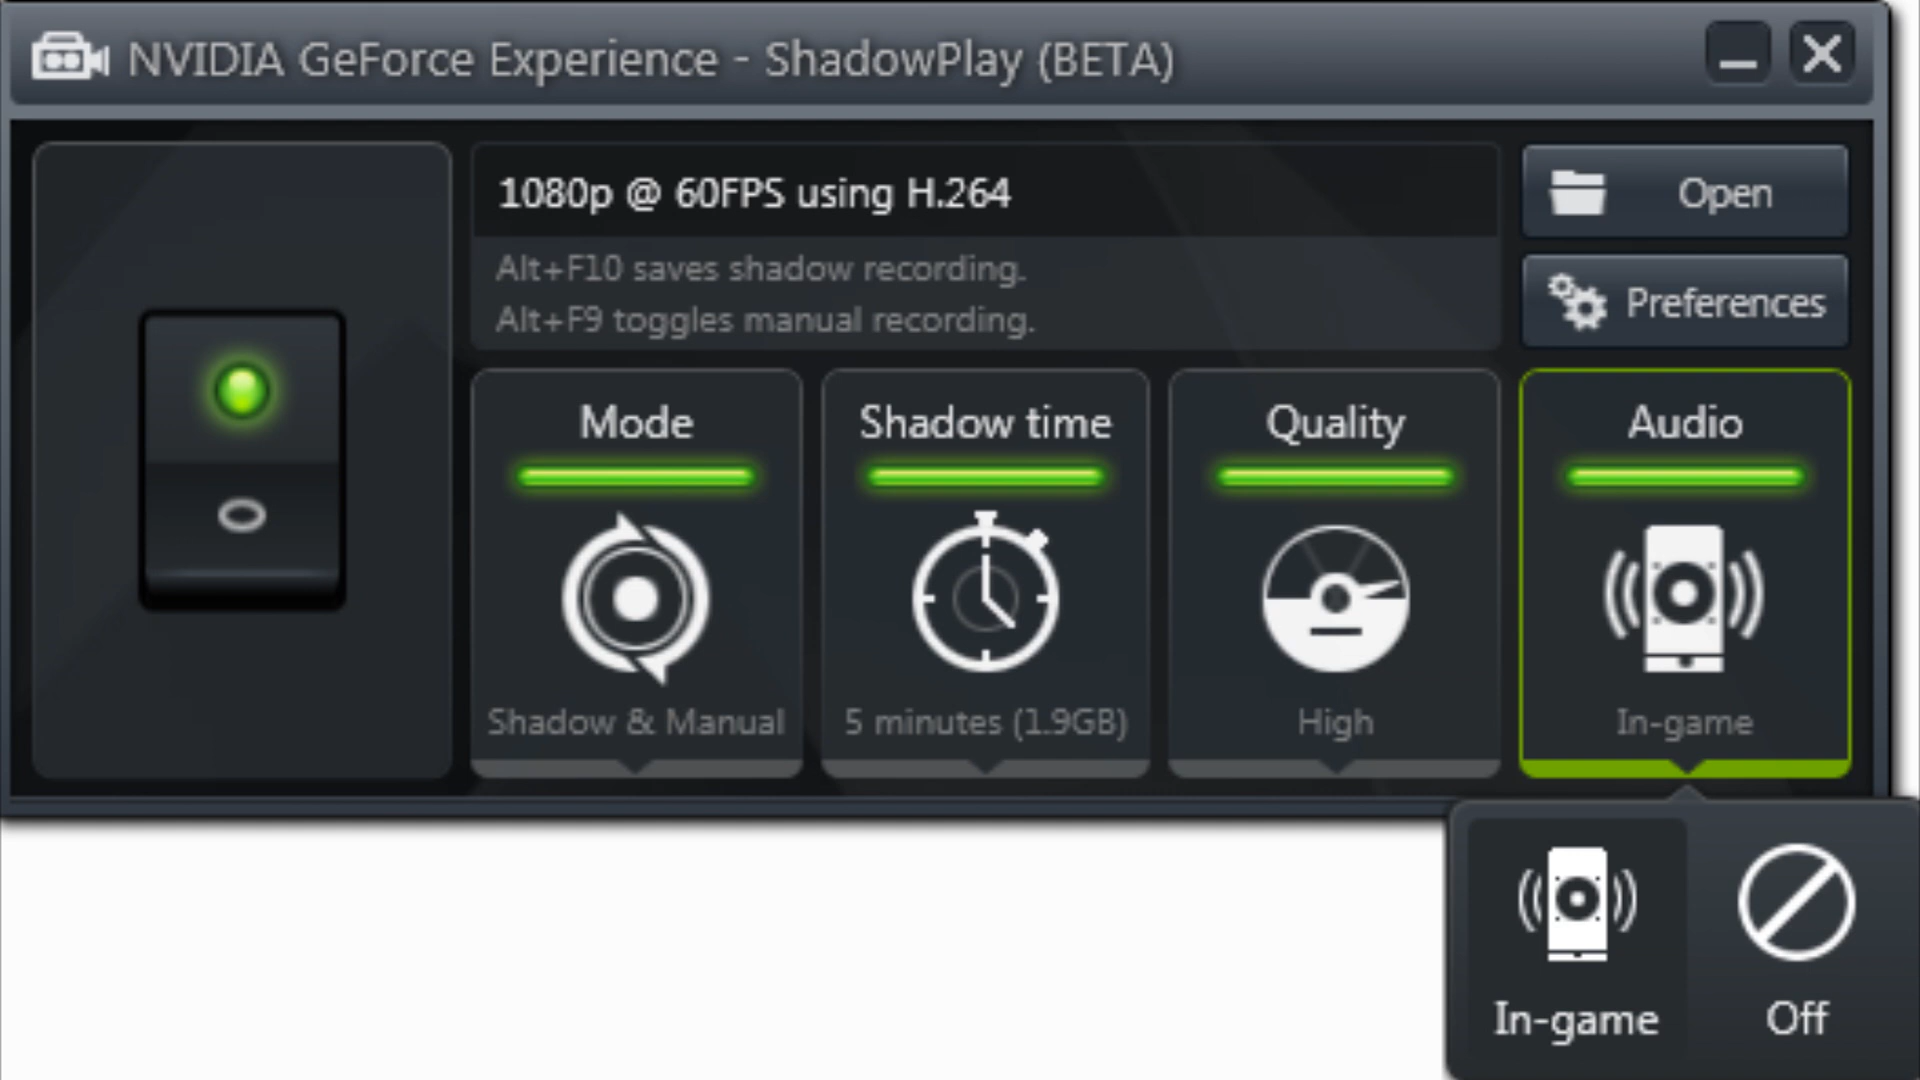 NVIDIA GeForce Experience - ShadowPlay (BETA)
1080p @ 60FPS using H.264
Open
Alt+F10 saves shadow recording.
Alt+F9 toggles manual recording.
Preferences
Mode
Shadow time
Quality
Audio
Shadow & Manual
5 minutes (1.9GB)
High
In-game
In-game
Off